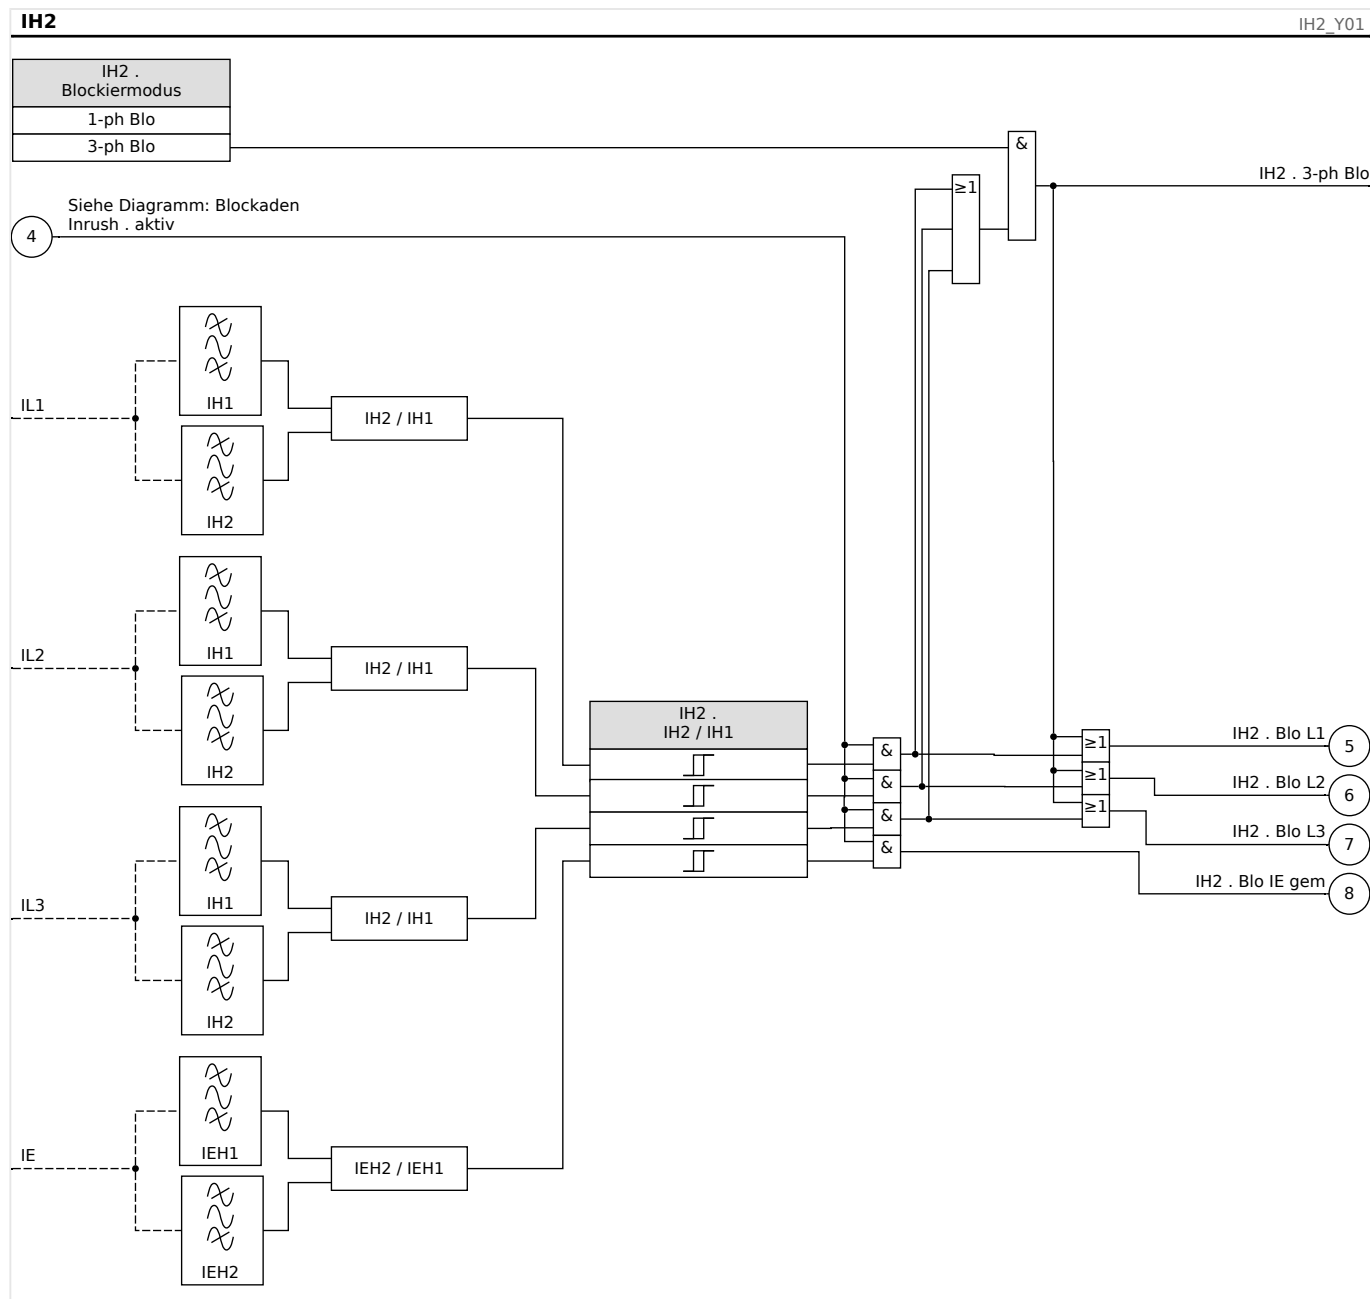 IH2
IH2_Y01
IH2 .
Blockiermodus
1-ph Blo
3-ph Blo
&
≥1
IH2 . 3-ph Blo
Siehe Diagramm: Blockaden
Inrush . aktiv
4
IH1
IL1
IH2 / IH1
IH2
IH1
IL2
IH2 / IH1
IH2
IH2 .
IH2 / IH1
&
&
&
&
≥1
≥1
≥1
IH2 . Blo L1
5
IH2 . Blo L2
6
IH2 . Blo L3
7
IH2 . Blo IE gem
8
IH1
IL3
IH2 / IH1
IH2
IEH1
IE
IEH2 / IEH1
IEH2